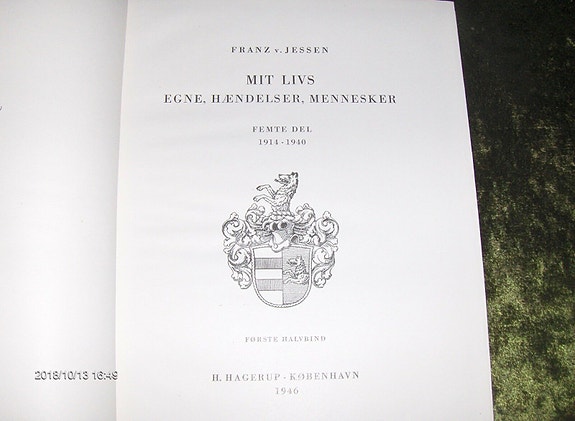 FRANZ v. JESSEN
MIT LIVS
EGNE, HÆNDELSER, MENNESKER
FEMTE DEL
1914 - 1940
FØRSTE HALVBIND
H. HAGERUP - KØBENHAVN
1946
2018/10/13 16:49